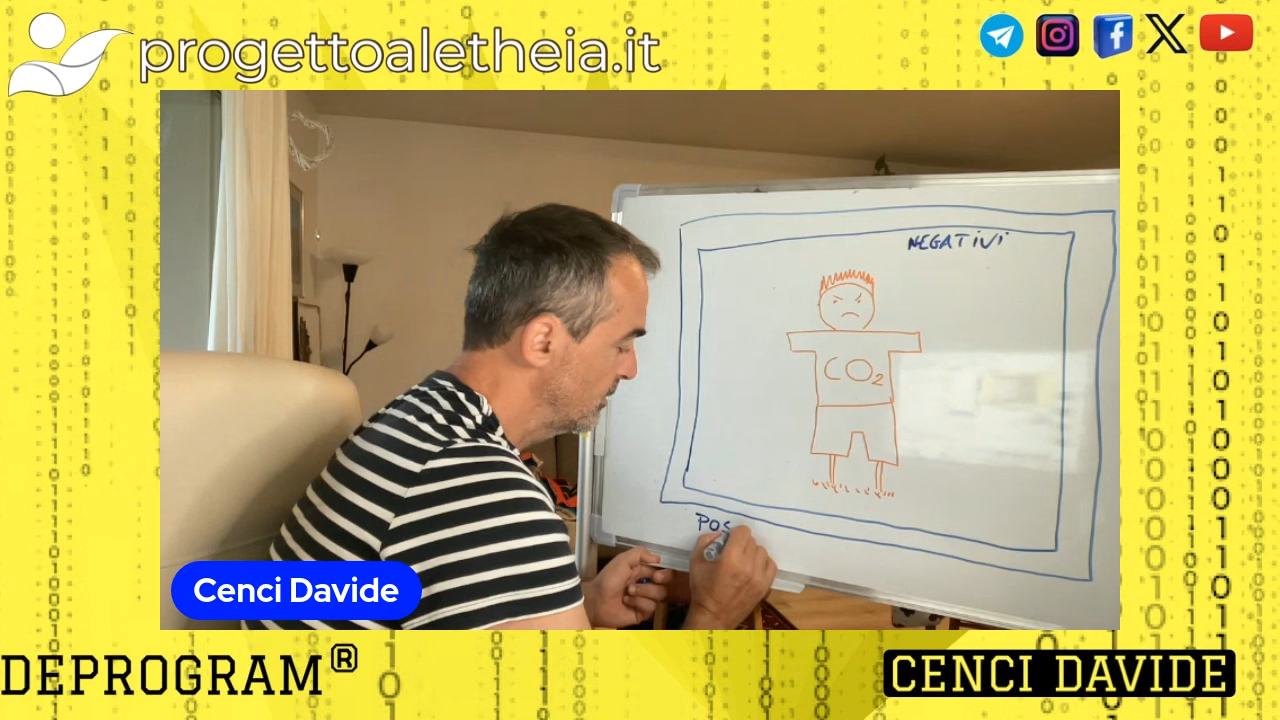 progettoaletheia.it
NEGATIVI
CO₂
POS
Cenci Davide
DEPROGRAM®
CENCI DAVIDE